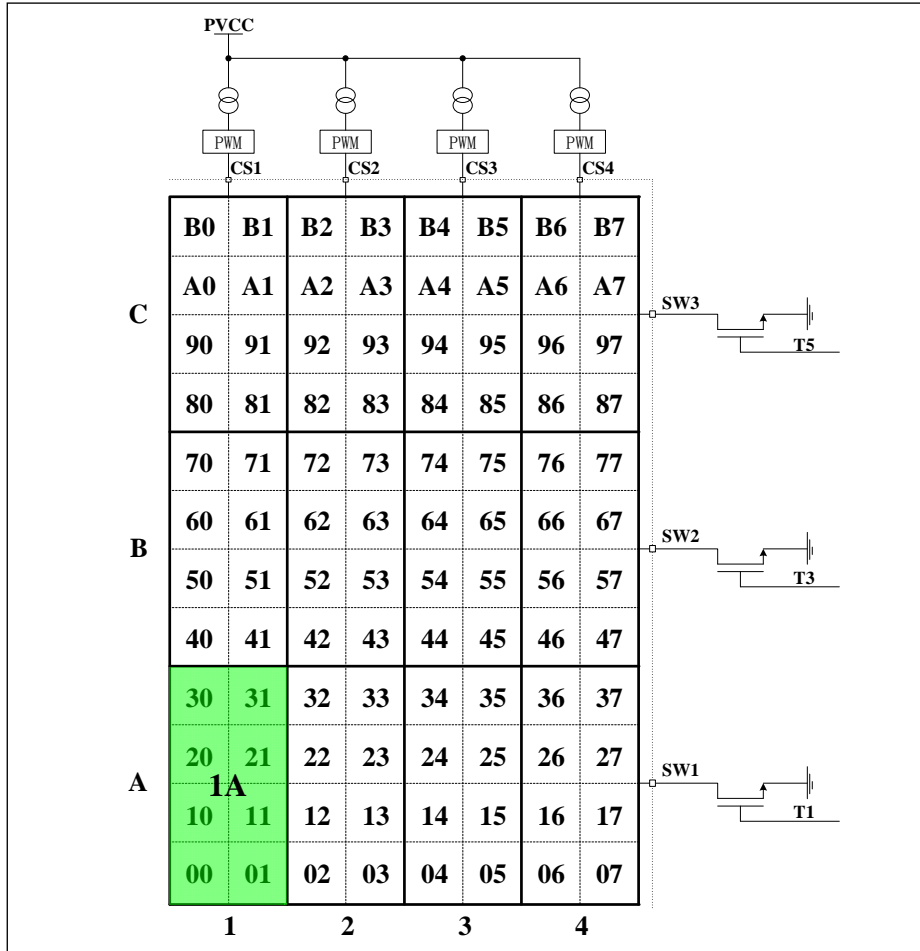 PVCC
PWM PWM PWM PWM
CS1 CS2 CS3 CS4
B0 B1 B2 B3 B4 B5 B6 B7
A0 A1 A2 A3 A4 A5 A6 A7
C SW3
T5
90 91 92 93 94 95 96 97
80 81 82 83 84 85 86 87
70 71 72 73 74 75 76 77
60 61 62 63 64 65 66 67
B SW2
T3
50 51 52 53 54 55 56 57
40 41 42 43 44 45 46 47
30 31 32 33 34 35 36 37
20 21 22 23 24 25 26 27
A 1A SW1
T1
10 11 12 13 14 15 16 17
00 01 02 03 04 05 06 07
1 2 3 4